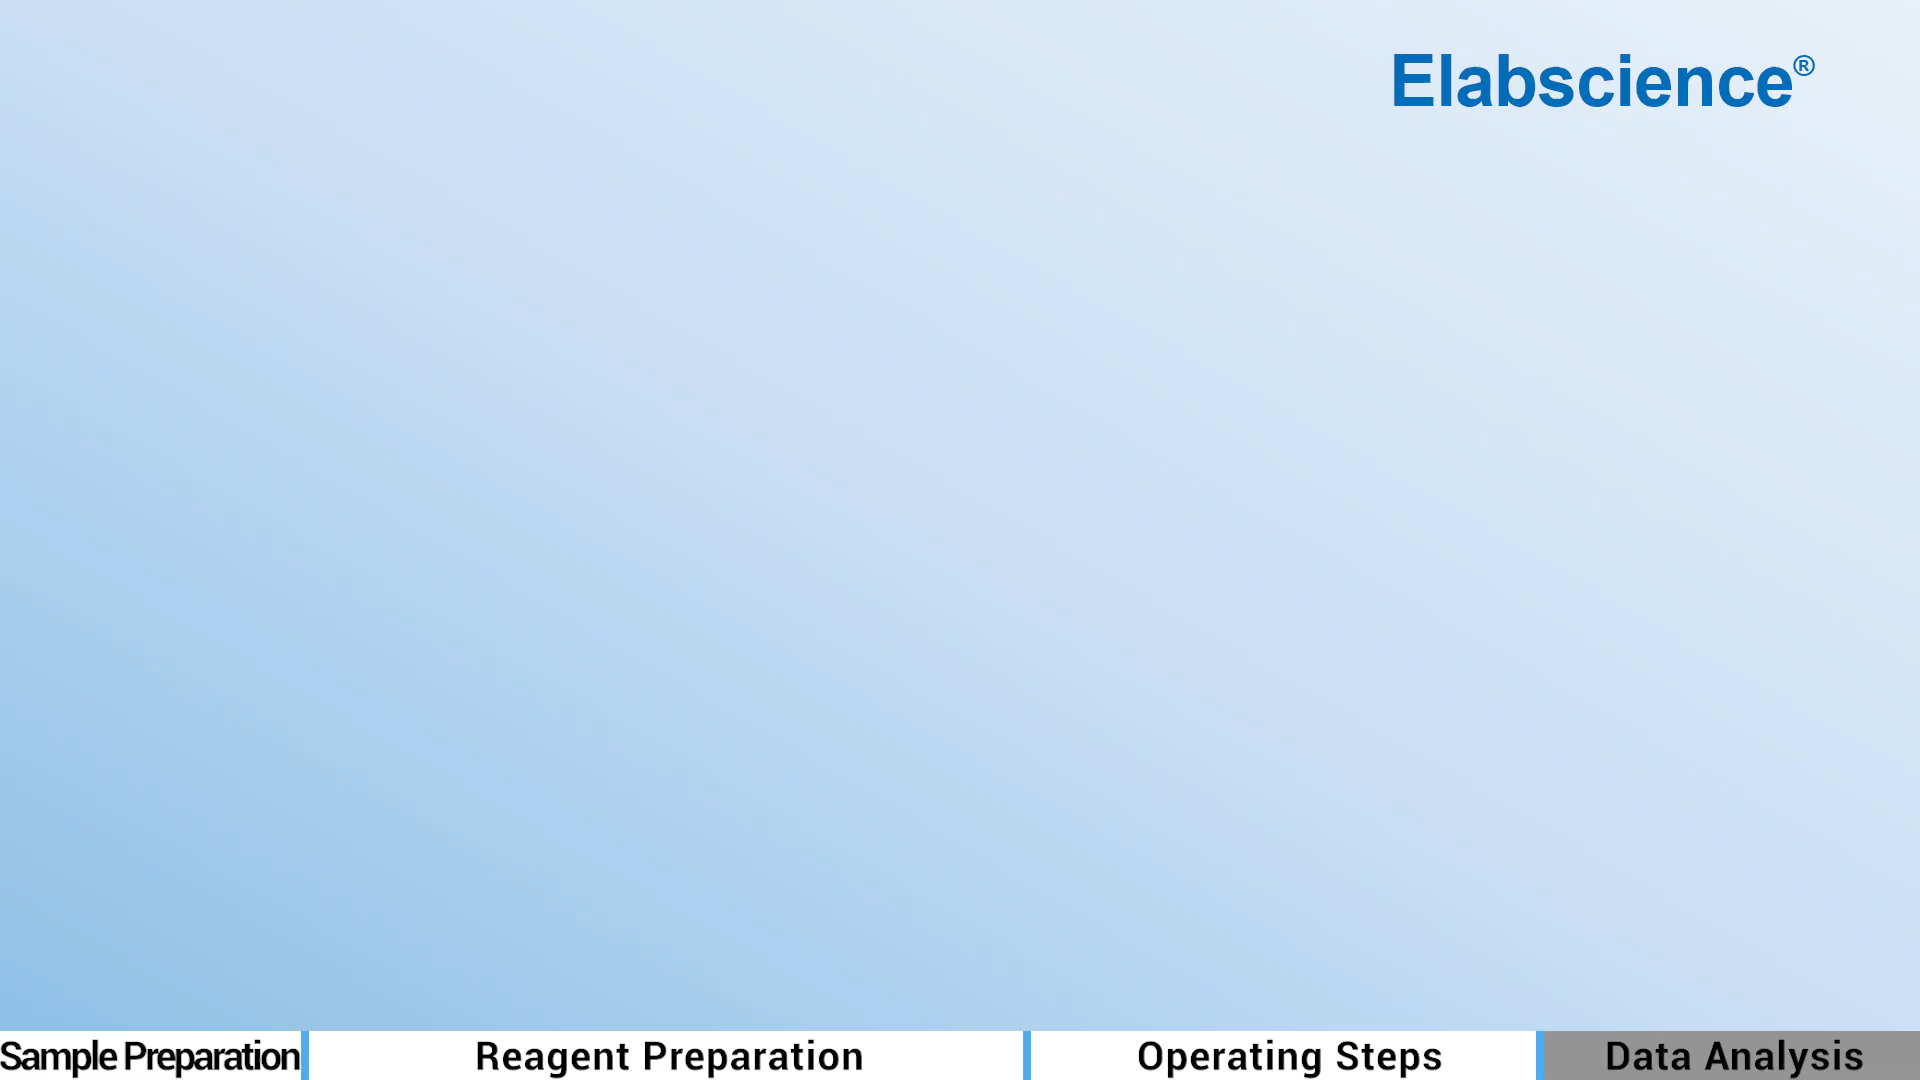 Elabscience®
Sample Preparation
Reagent Preparation
Operating Steps
Data Analysis